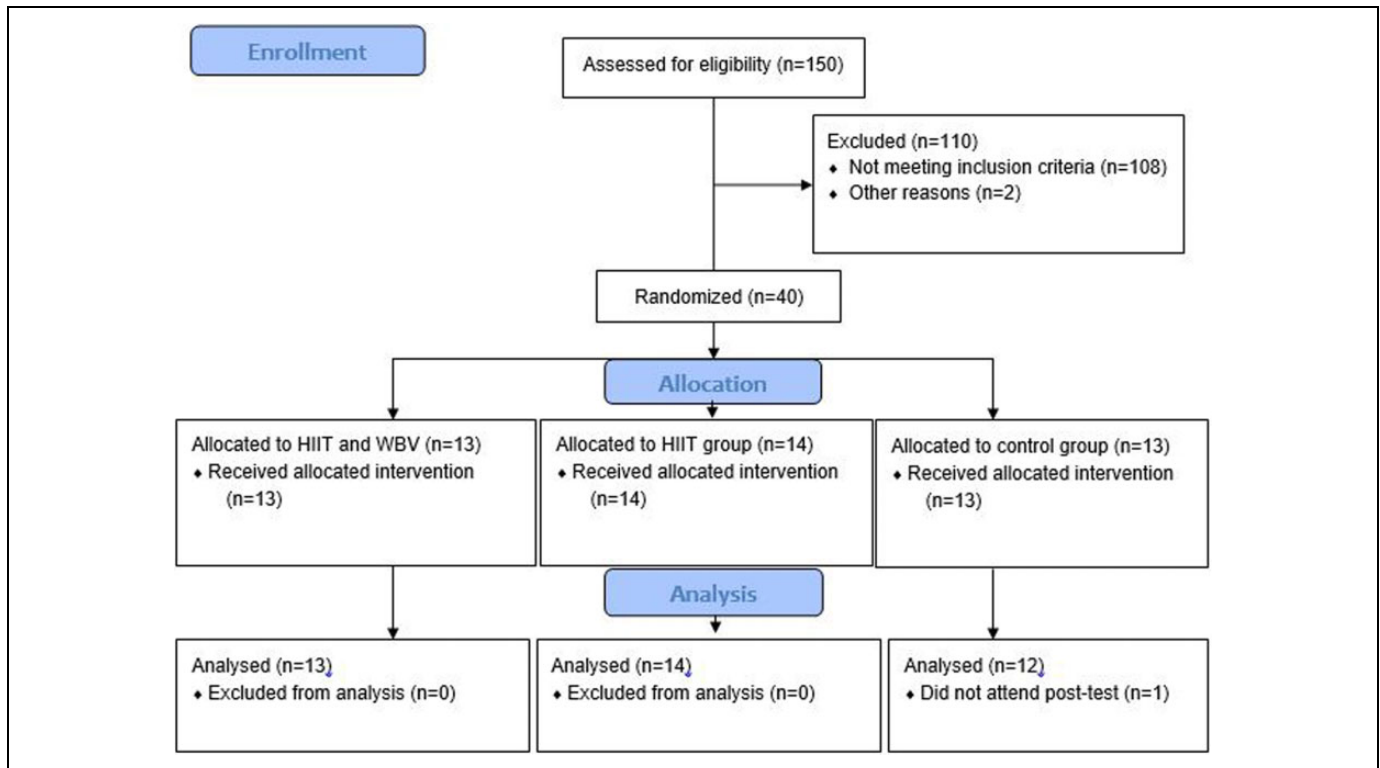 Enrollment
Assessed for eligibility (n=150)
Excluded (n=110)
♦ Not meeting inclusion criteria (n=108)
♦ Other reasons (n=2)
Randomized (n=40)
Allocation
Allocated to HIIT and WBV (n=13)
♦ Received allocated intervention
(n=13)
Allocated to HIIT group (n=14)
♦ Received allocated intervention
(n=14)
Allocated to control group (n=13)
♦ Received allocated intervention
(n=13)
Analysis
Analysed (n=13)
♦ Excluded from analysis (n=0)
Analysed (n=14)
♦ Excluded from analysis (n=0)
Analysed (n=12)
♦ Did not attend post-test (n=1)